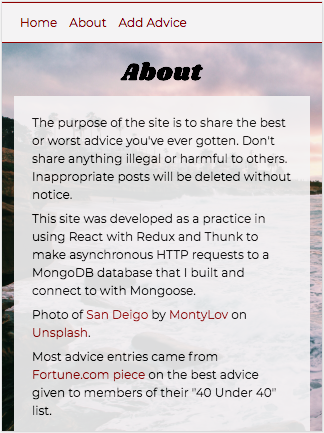 Home About Add Advice
About
The purpose of the site is to share the best
or worst advice you've ever gotten. Don't
share anything illegal or harmful to others.
Inappropriate posts will be deleted without
notice.
This site was developed as a practice in
using React with Redux and Thunk to
make asynchronous HTTP requests to a
MongoDB database that I built and
connect to with Mongoose.
Photo of San Deigo by MontyLov on
Unsplash.
Most advice entries came from
Fortune.com piece on the best advice
given to members of their "40 Under 40"
list.